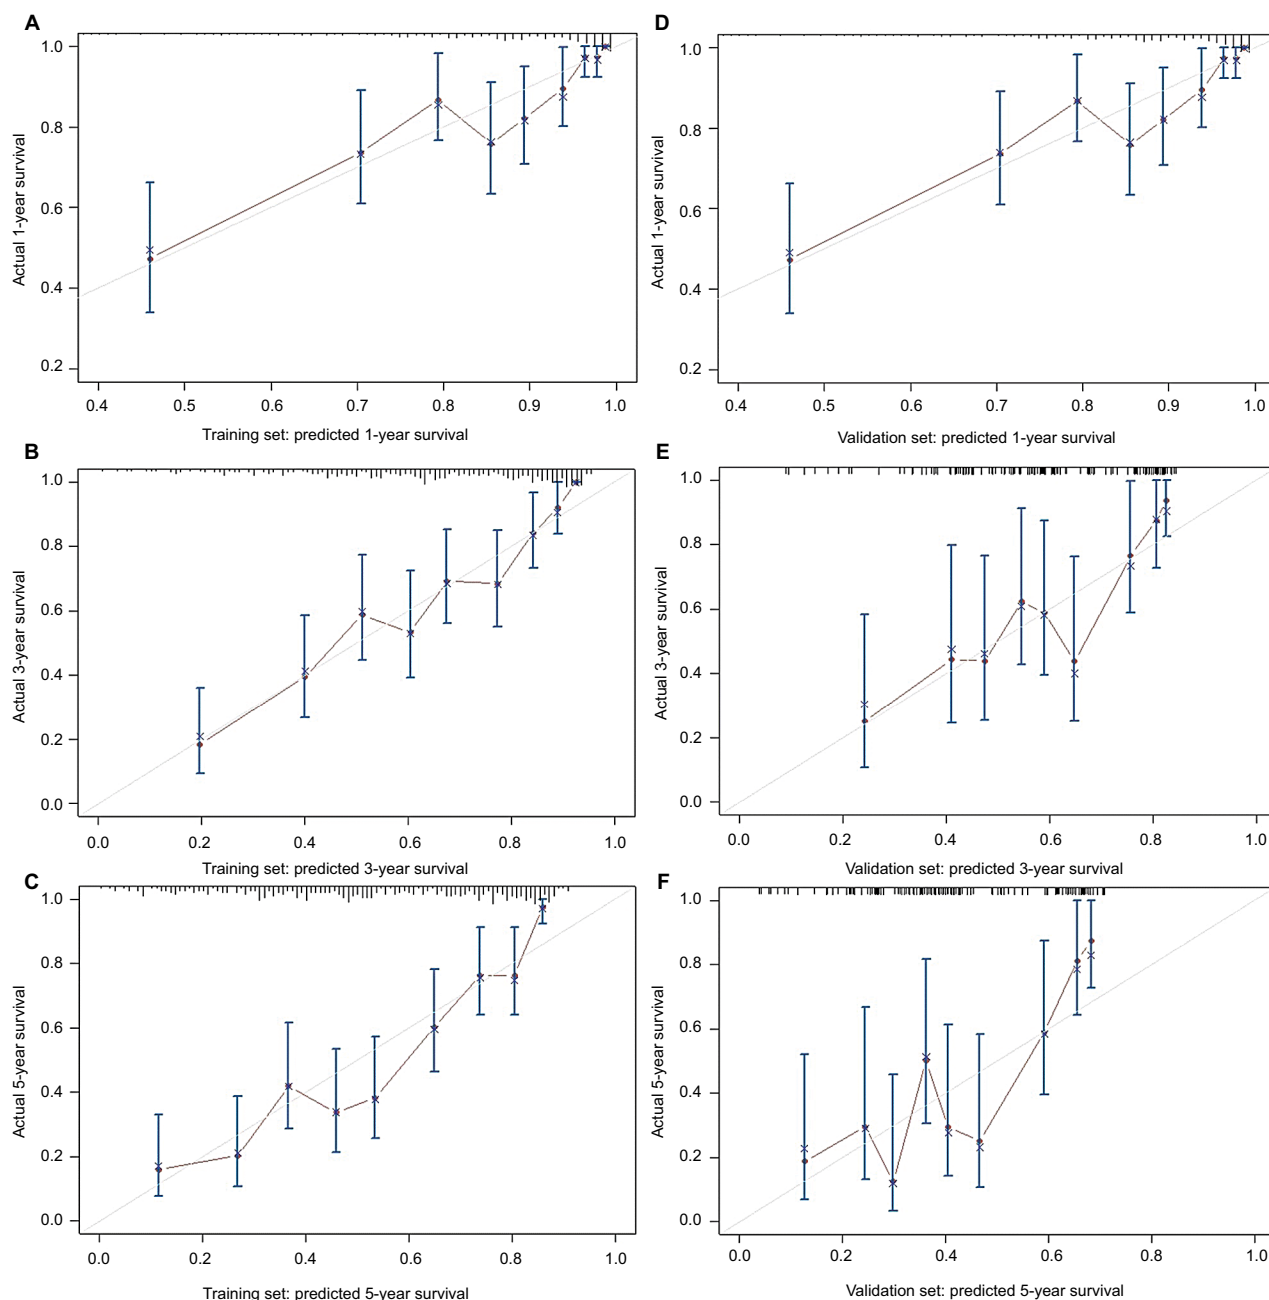 A
Actual 1-year survival
1.0
0.8
0.6
0.4
0.2
0.4 0.5 0.6 0.7 0.8 0.9 1.0
Training set: predicted 1-year survival
D
Actual 1-year survival
1.0
0.8
0.6
0.4
0.2
0.4 0.5 0.6 0.7 0.8 0.9 1.0
Validation set: predicted 1-year survival
B
Actual 3-year survival
1.0
0.8
0.6
0.4
0.2
0.0
0.0 0.2 0.4 0.6 0.8 1.0
Training set: predicted 3-year survival
E
Actual 3-year survival
1.0
0.8
0.6
0.4
0.2
0.0
0.0 0.2 0.4 0.6 0.8 1.0
Validation set: predicted 3-year survival
C
Actual 5-year survival
1.0
0.8
0.6
0.4
0.2
0.0
0.0 0.2 0.4 0.6 0.8 1.0
Training set: predicted 5-year survival
F
Actual 5-year survival
1.0
0.8
0.6
0.4
0.2
0.0
0.0 0.2 0.4 0.6 0.8 1.0
Validation set: predicted 5-year survival